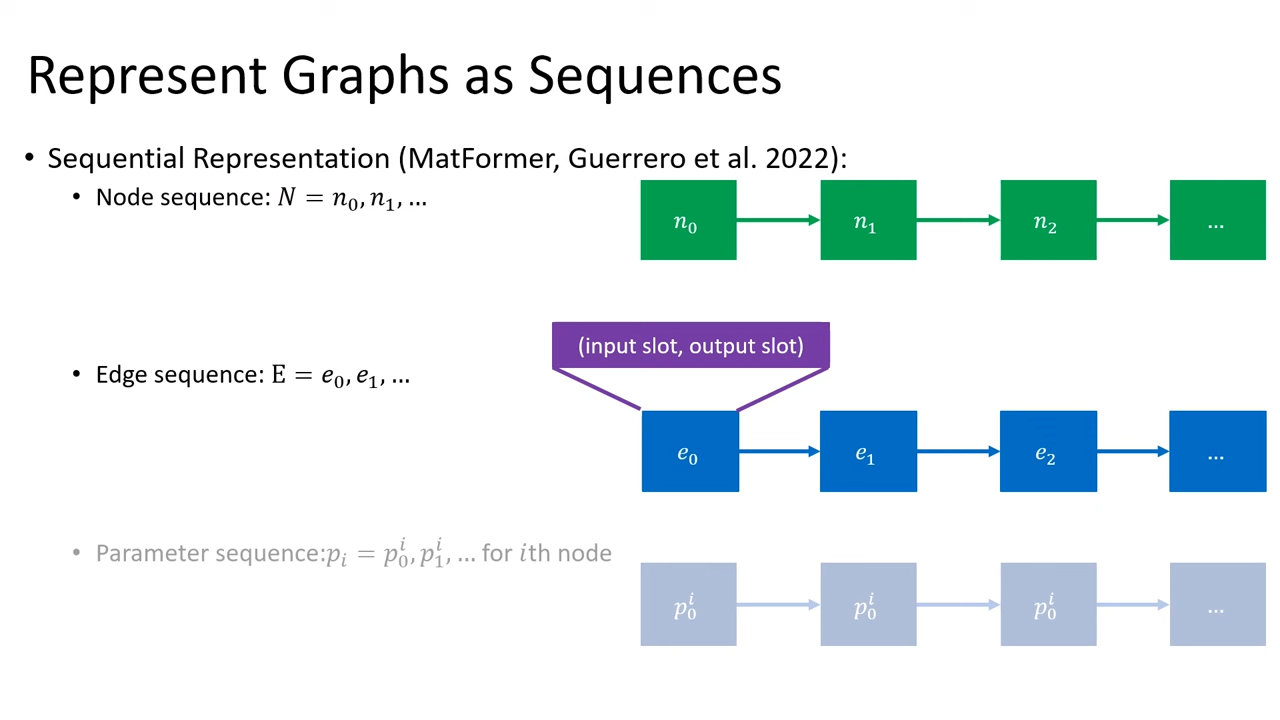 Represent Graphs as Sequences
• Sequential Representation (MatFormer, Guerrero et al. 2022):
• Node sequence: N = n₀, n₁, …
n₀ n₁ n₂ …
(input slot, output slot)
• Edge sequence: E = e₀, e₁, …
e₀ e₁ e₂ …
• Parameter sequence:pᵢ = p₀ⁱ, p₁ⁱ, … for ith node
p₀ⁱ p₀ⁱ p₀ⁱ …